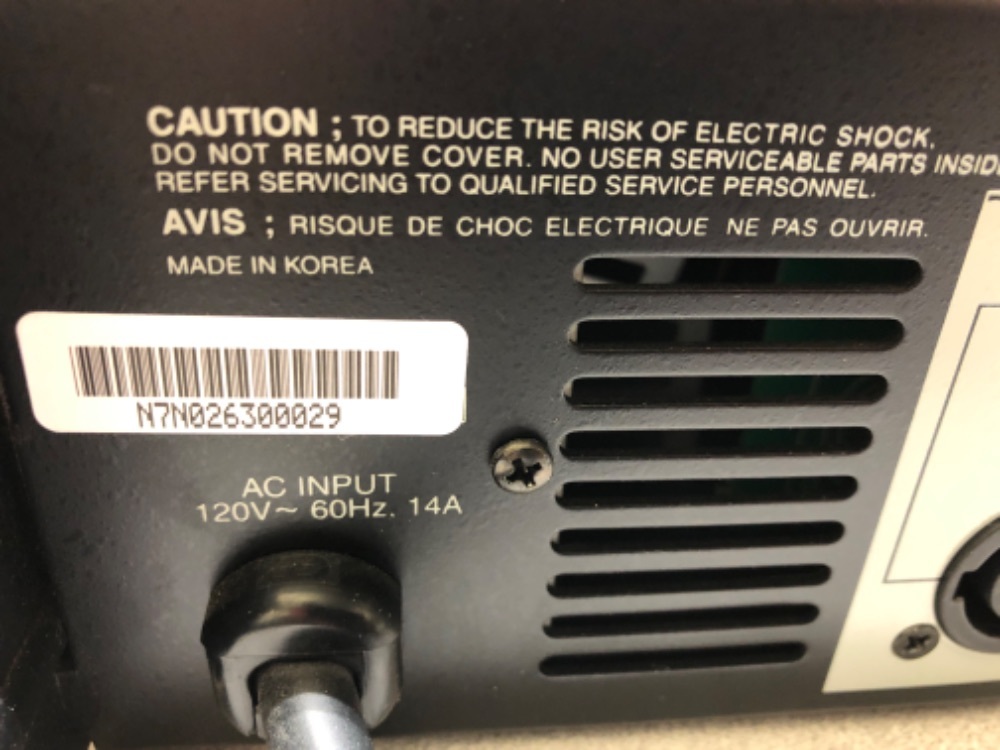 CAUTION ; TO REDUCE THE RISK OF ELECTRIC SHOCK,
DO NOT REMOVE COVER. NO USER SERVICEABLE PARTS INSIDE
REFER SERVICING TO QUALIFIED SERVICE PERSONNEL.
AVIS ; RISQUE DE CHOC ELECTRIQUE NE PAS OUVRIR.
MADE IN KOREA
N7N026300029
AC INPUT
120V~ 60Hz. 14A